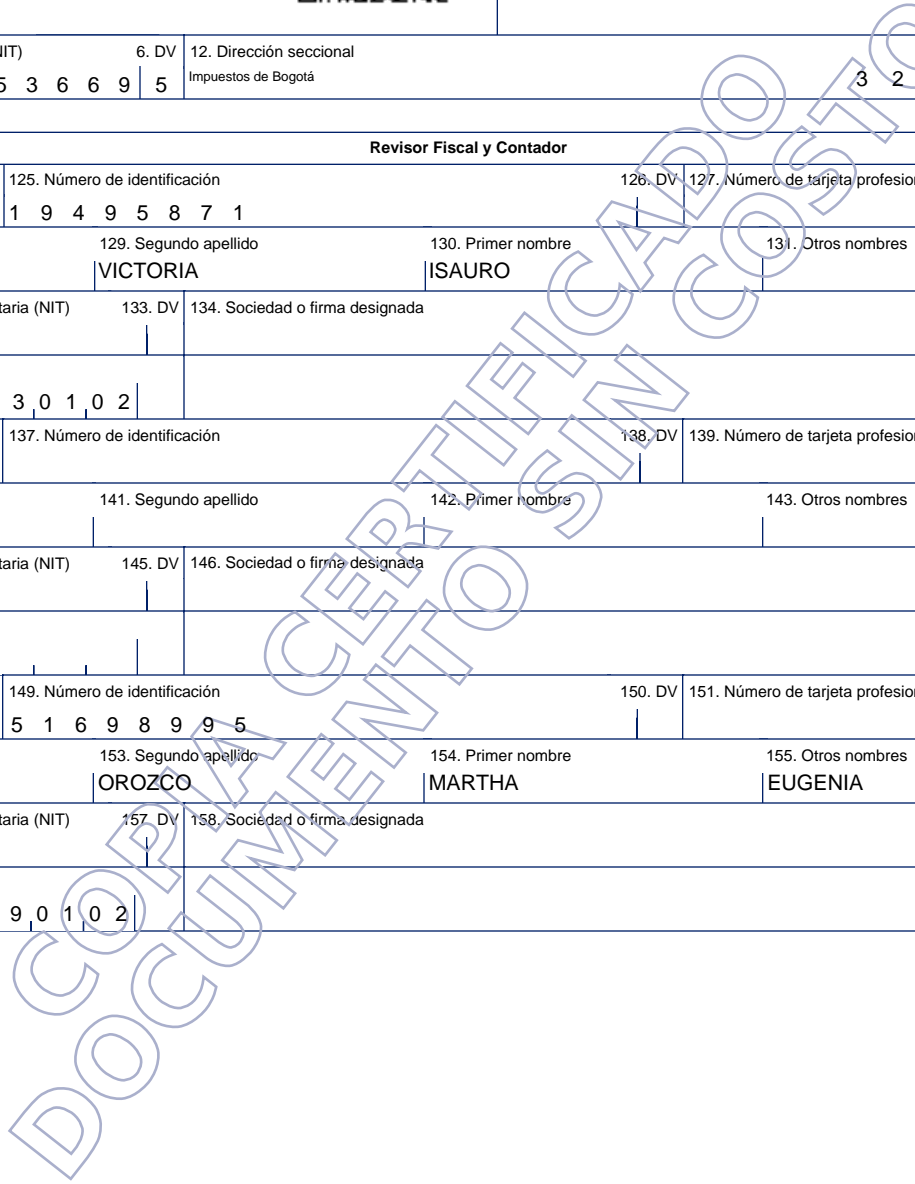 NIT) 6. DV 12. Dirección seccional
5 3 6 6 9 5 Impuestos de Bogotá 3 2
Revisor Fiscal y Contador
125. Número de identificación 126. DV 127. Número de tarjeta profesion
1 9 4 9 5 8 7 1
129. Segundo apellido 130. Primer nombre 131. Otros nombres
VICTORIA ISAURO
taria (NIT) 133. DV 134. Sociedad o firma designada
3 0 1 0 2
137. Número de identificación 138. DV 139. Número de tarjeta profesion
141. Segundo apellido 142. Primer nombre 143. Otros nombres
taria (NIT) 145. DV 146. Sociedad o firma designada
149. Número de identificación 150. DV 151. Número de tarjeta profesion
5 1 6 9 8 9 9 5
153. Segundo apellido 154. Primer nombre 155. Otros nombres
OROZCO MARTHA EUGENIA
taria (NIT) 157. DV 158. Sociedad o firma designada
9 0 1 0 2
COPIA CERTIFICADO
DOCUMENTO SIN COSTO